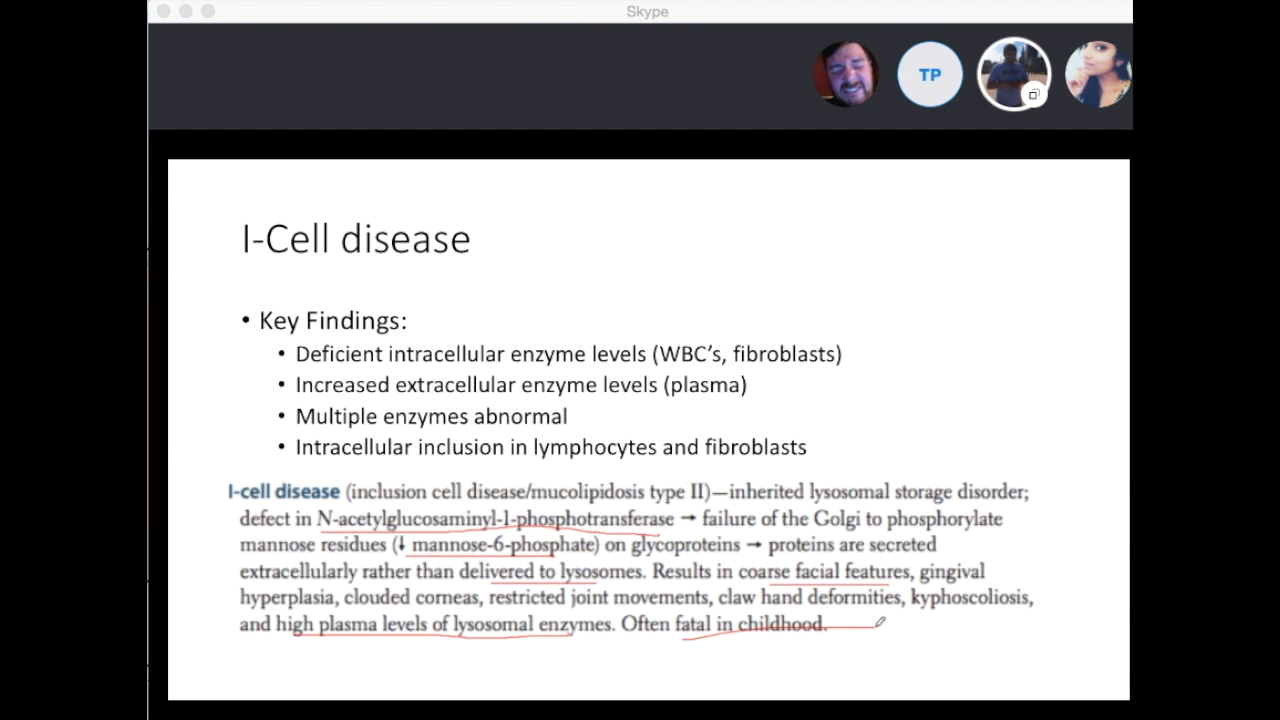 Skype
TP
I-Cell disease
• Key Findings:
• Deficient intracellular enzyme levels (WBC's, fibroblasts)
• Increased extracellular enzyme levels (plasma)
• Multiple enzymes abnormal
• Intracellular inclusion in lymphocytes and fibroblasts
I-cell disease (inclusion cell disease/mucolipidosis type II)—inherited lysosomal storage disorder;
defect in N-acetylglucosaminyl-1-phosphotransferase → failure of the Golgi to phosphorylate
mannose residues (↓ mannose-6-phosphate) on glycoproteins → proteins are secreted
extracellularly rather than delivered to lysosomes. Results in coarse facial features, gingival
hyperplasia, clouded corneas, restricted joint movements, claw hand deformities, kyphoscoliosis,
and high plasma levels of lysosomal enzymes. Often fatal in childhood.